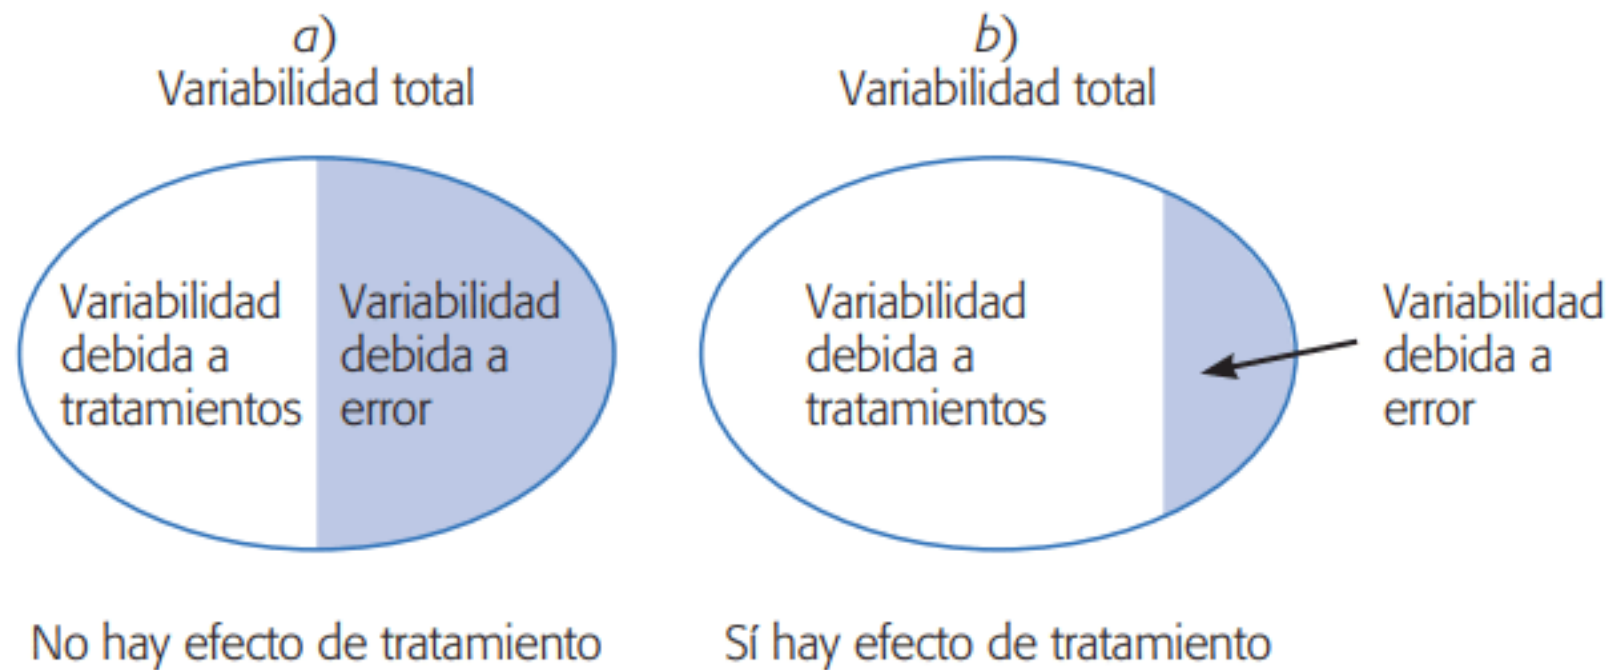 a)
Variabilidad total
Variabilidad
debida a
tratamientos
Variabilidad
debida a
error
No hay efecto de tratamiento
b)
Variabilidad total
Variabilidad
debida a
tratamientos
Variabilidad
debida a
error
Sí hay efecto de tratamiento